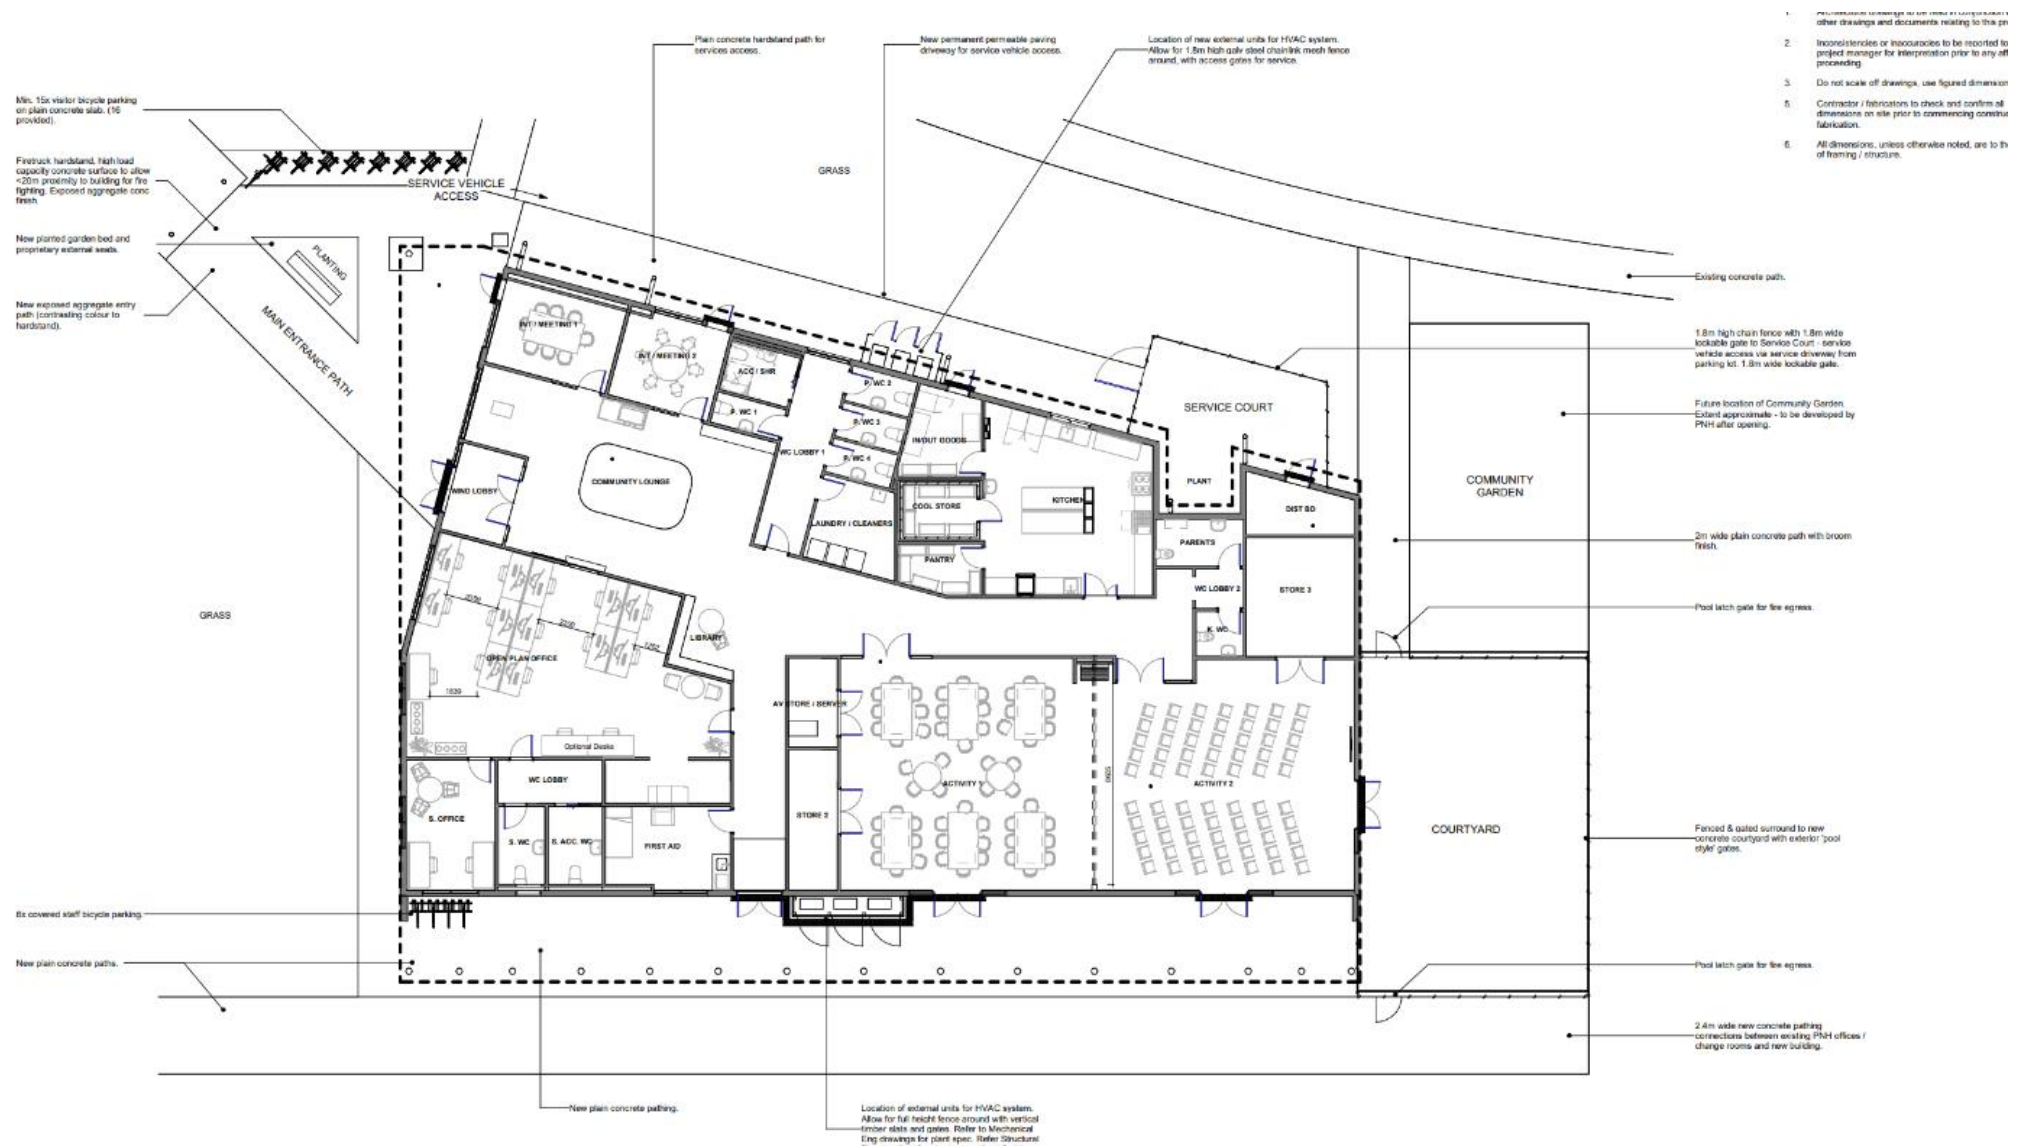 other drawings and documents relating to this pr
2. Inconsistencies or inaccuracies to be reported to
project manager for interpretation prior to any aff
proceeding.
3. Do not scale off drawings, use figured dimension
5. Contractor / fabricators to check and confirm all
dimensions on site prior to commencing constru
fabrication.
6. All dimensions, unless otherwise noted, are to th
of framing / structure.
Plain concrete hardstand path for
services access.
New permanent permeable paving
driveway for service vehicle access.
Location of new external units for HVAC system.
Allow for 1.8m high galv steel chainlink mesh fence
around, with access gates for service.
Min. 15x visitor bicycle parking
on plain concrete slab. (16
provided).
Firetruck hardstand, high load
capacity concrete surface to allow
<20m proximity to building for fire
fighting. Exposed aggregate conc
finish.
New planted garden bed and
proprietary external seats.
New exposed aggregate entry
path (contrasting colour to
hardstand).
SERVICE VEHICLE
ACCESS
GRASS
PLANTING
MAIN ENTRANCE PATH
Existing concrete path.
1.8m high chain fence with 1.8m wide
lockable gate to Service Court - service
vehicle access via service driveway from
parking lot. 1.8m wide lockable gate.
Future location of Community Garden.
Extent approximate - to be developed by
PNH after opening.
INT / MEETING 1
INT / MEETING 2
ACC / SHR
P. WC 1
P. WC 2
P. WC 3
P. WC 4
WC LOBBY 1
IN/OUT GOODS
SERVICE COURT
COMMUNITY LOUNGE
WIND LOBBY
LAUNDRY / CLEANERS
COOL STORE
KITCHEN
PANTRY
PLANT
DIST BD
PARENTS
WC LOBBY 2
K. WC
STORE 3
COMMUNITY
GARDEN
2m wide plain concrete path with broom
finish.
Pool latch gate for fire egress.
GRASS
LIBRARY
OPEN PLAN OFFICE
1839
AV STORE / SERVER
Optional Desks
WC LOBBY
S. OFFICE
S. WC
S. ACC. WC
FIRST AID
STORE 2
ACTIVITY 1
ACTIVITY 2
COURTYARD
Fenced & gated surround to new
concrete courtyard with exterior 'pool
style' gates.
covered staff bicycle parking.
New plain concrete paths.
Pool latch gate for fire egress.
2.4m wide new concrete pathing
connections between existing PNH offices /
change rooms and new building.
New plain concrete pathing.
Location of external units for HVAC system.
Allow for full height fence around with vertical
timber slats and gates. Refer to Mechanical
Eng drawings for plant spec. Refer Structural